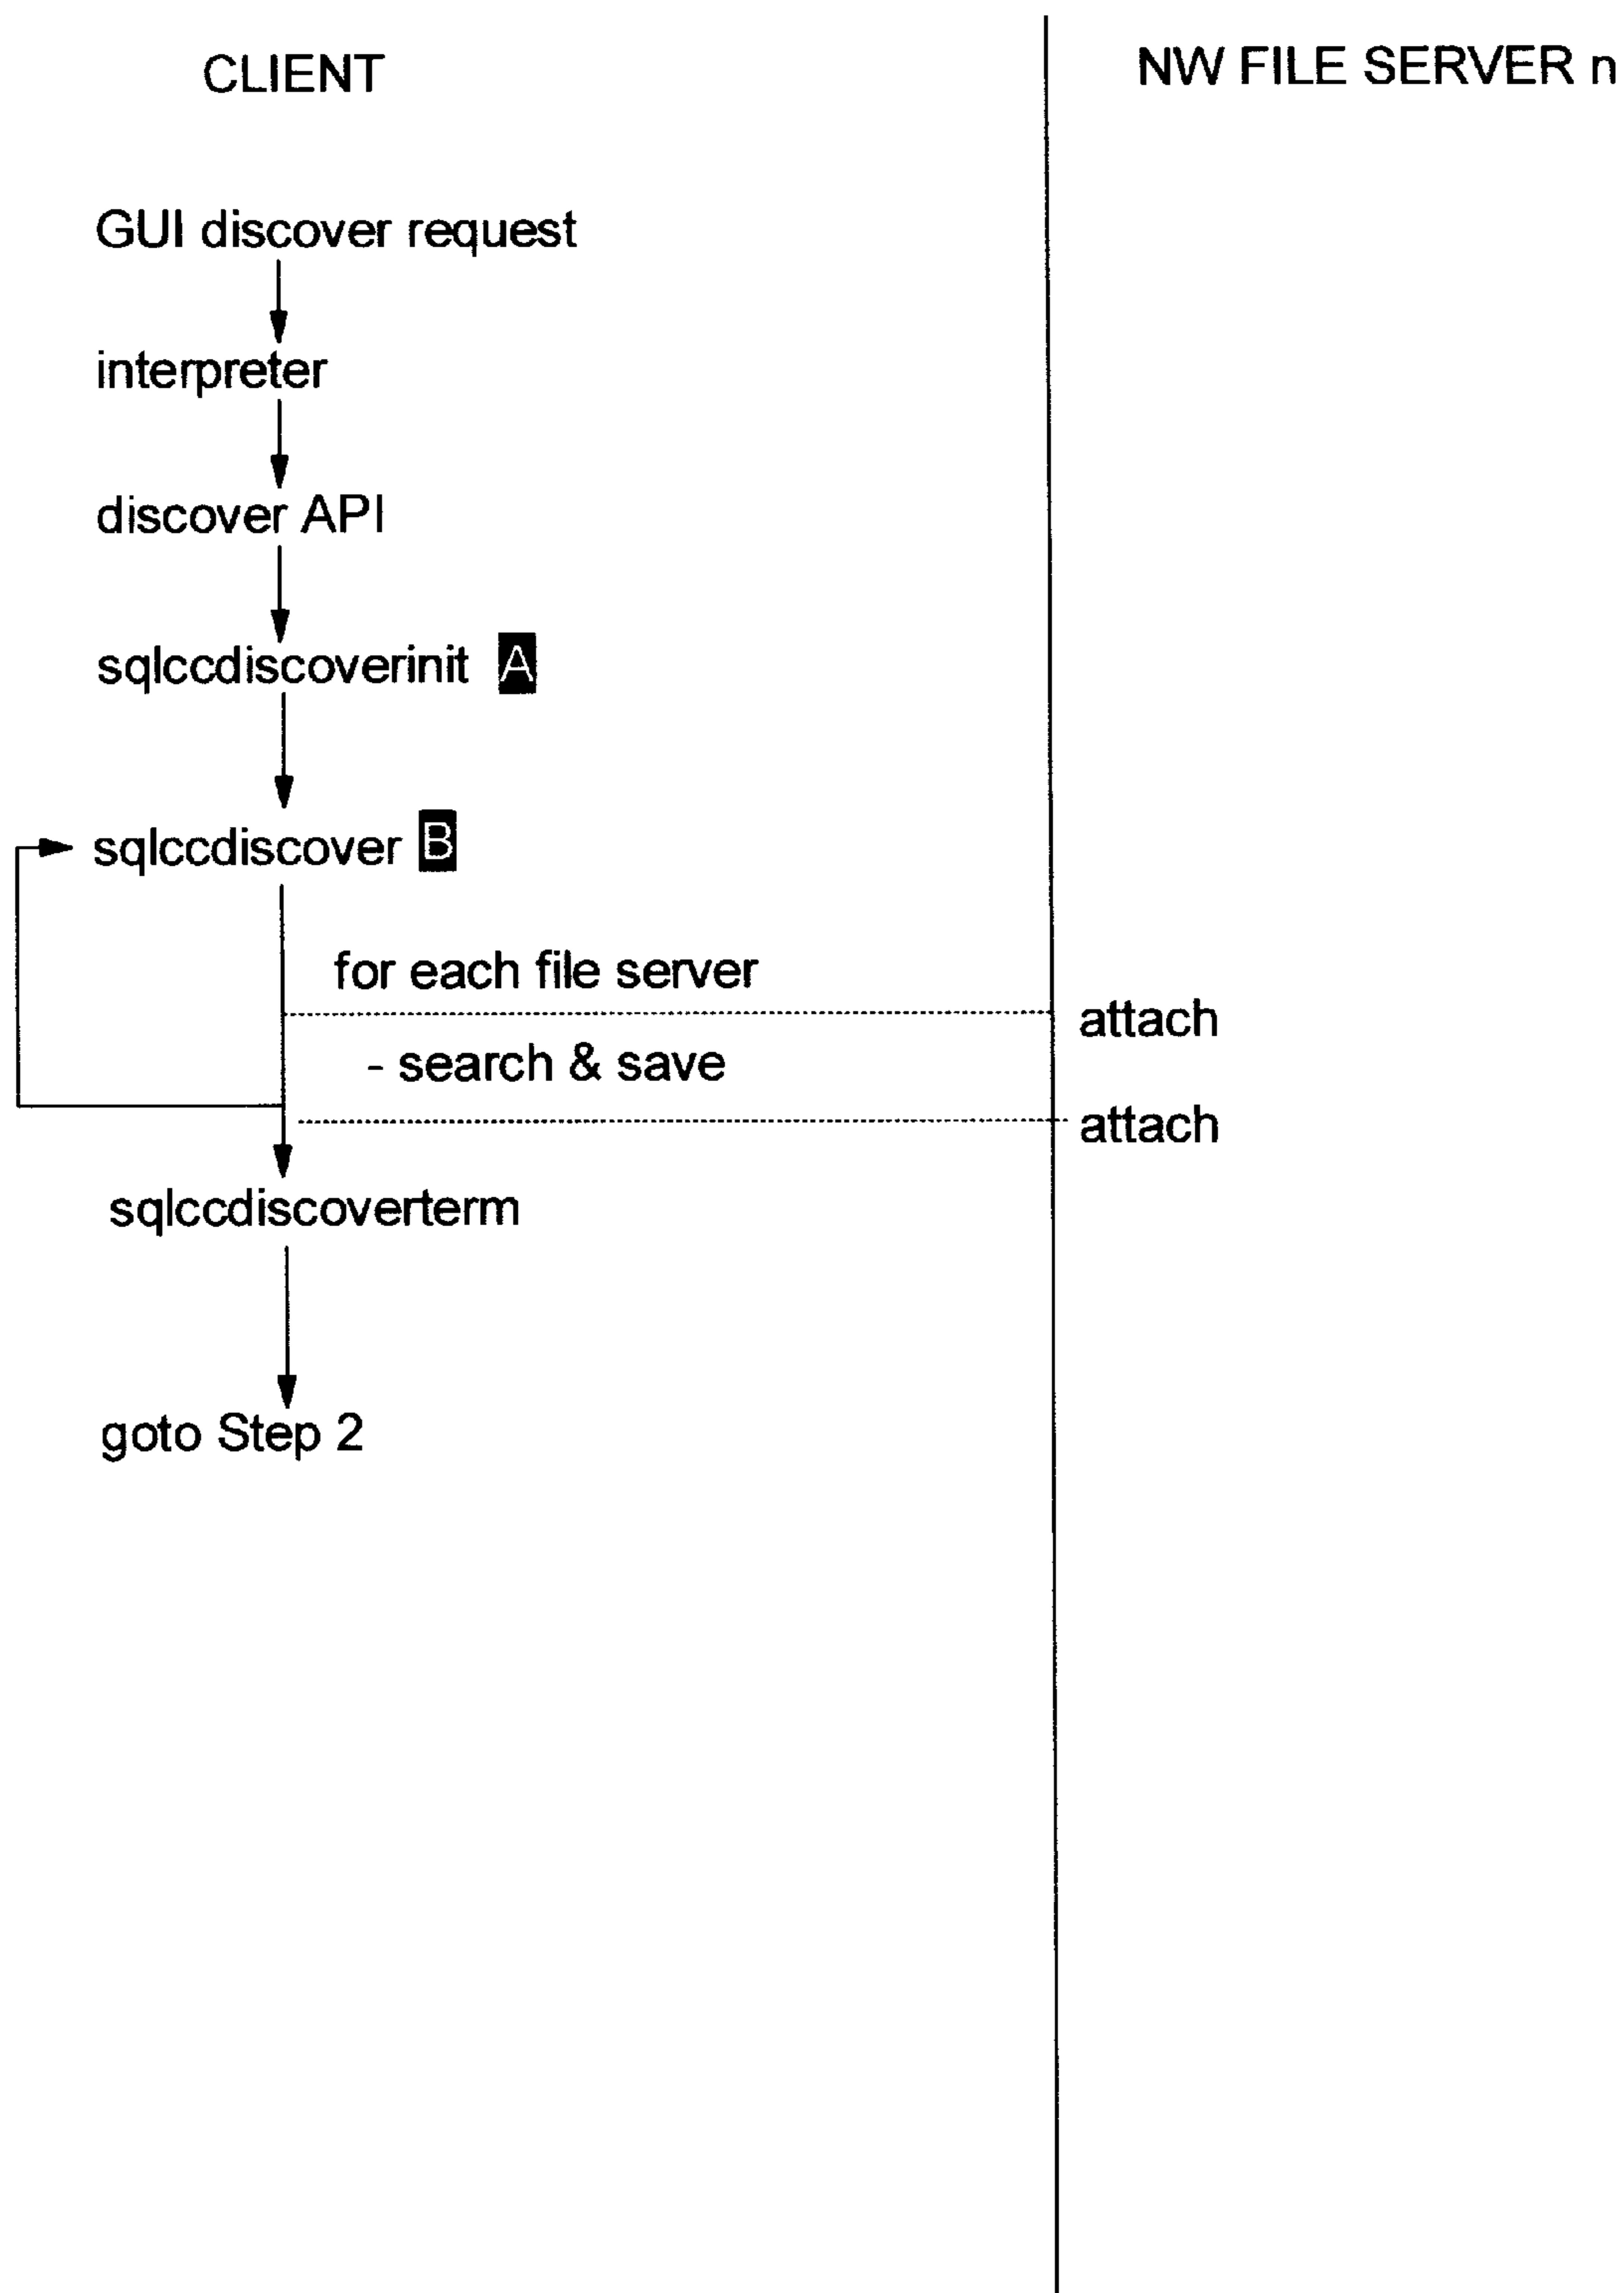 CLIENT
NW FILE SERVER n
GUI discover request
interpreter
discover API
sqlccdiscoverinit A
sqlccdiscover B
for each file server
attach
- search & save
attach
sqlccdiscoverterm
goto Step 2